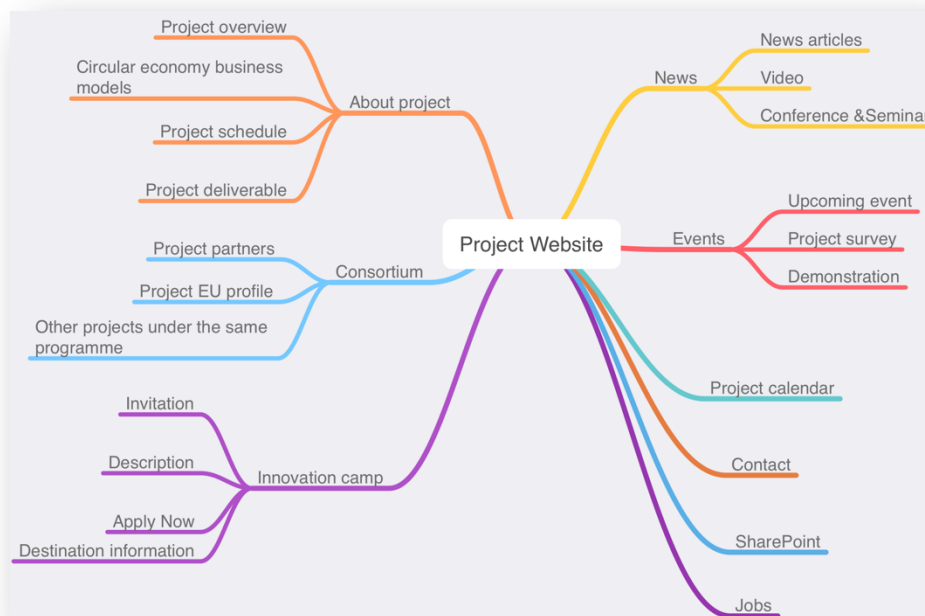 Project overview
Circular economy business
models
Project schedule
Project deliverable
About project
Project partners
Project EU profile
Other projects under the same
programme
Consortium
Invitation
Description
Apply Now
Destination information
Innovation camp
Project Website
News
News articles
Video
Conference &Seminar
Events
Upcoming event
Project survey
Demonstration
Project calendar
Contact
SharePoint
Jobs